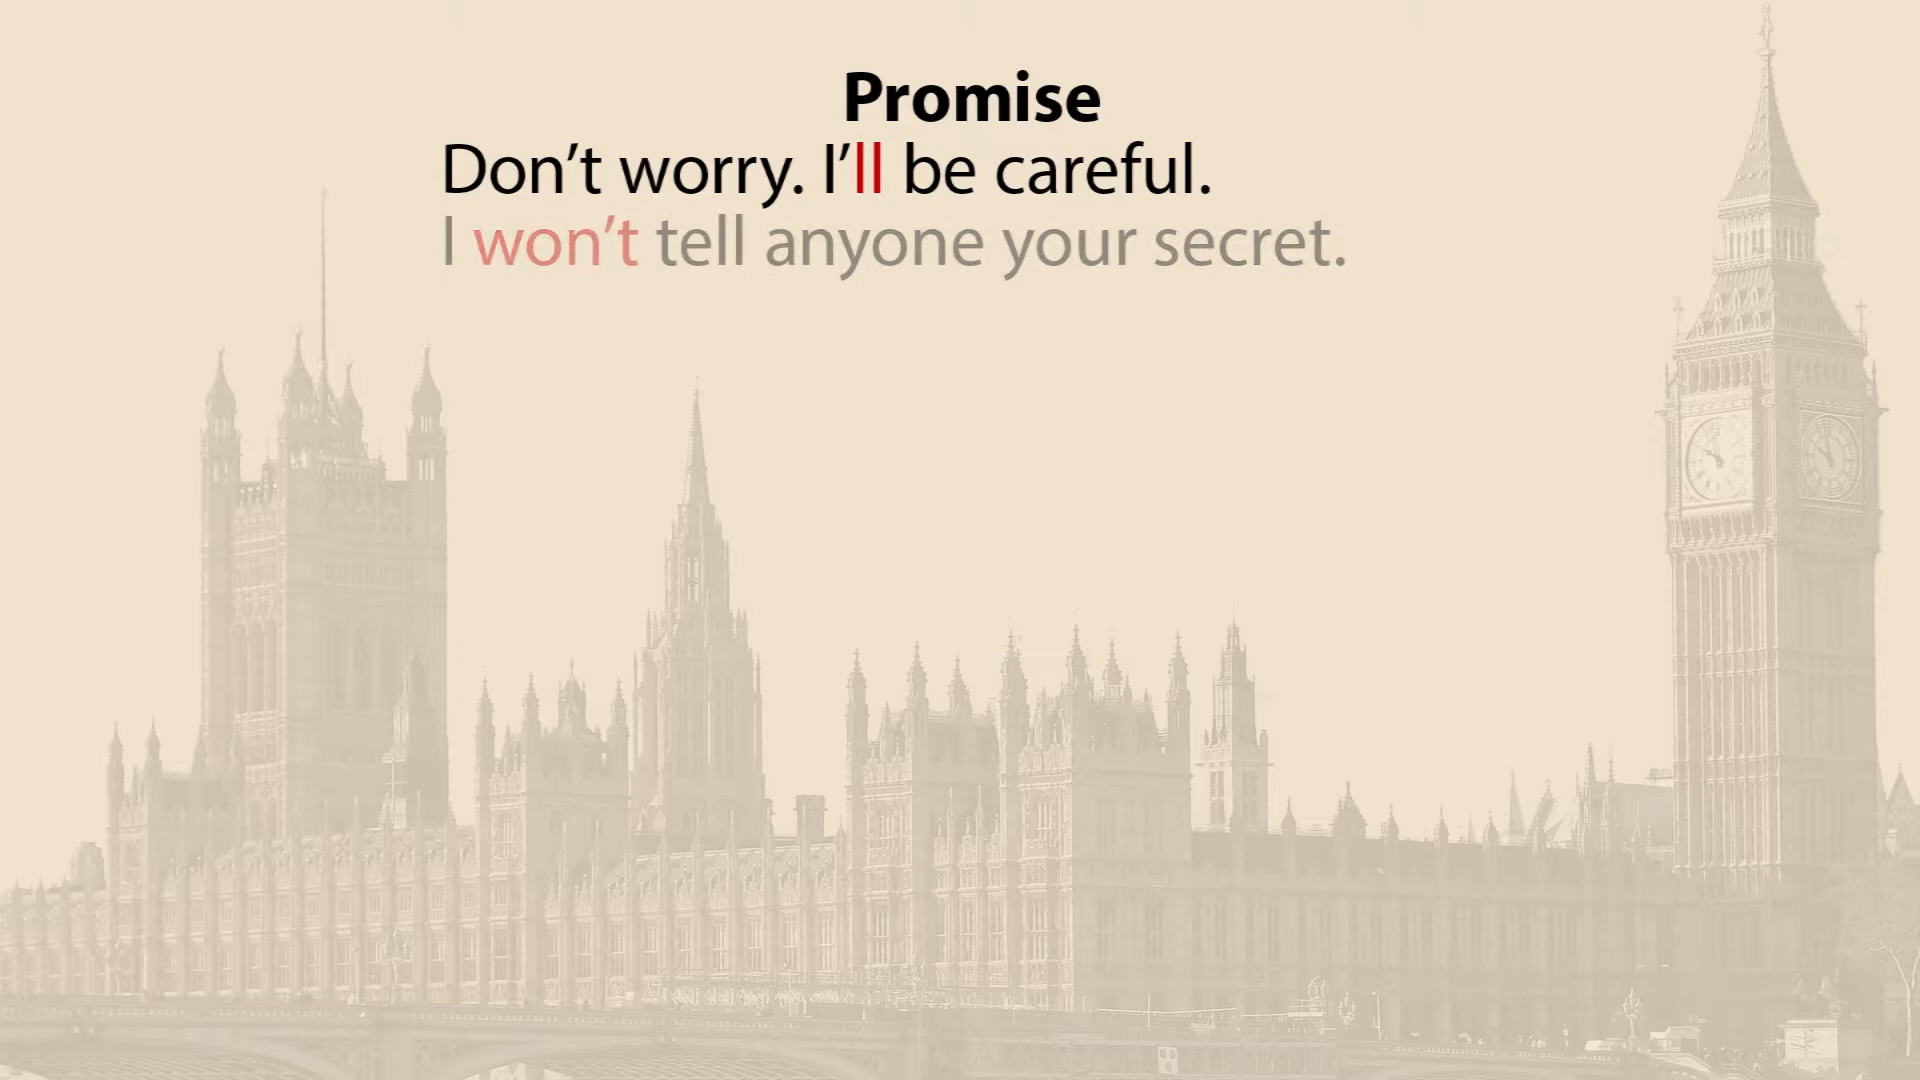 Promise
Don’t worry. I’ll be careful.
I won’t tell anyone your secret.